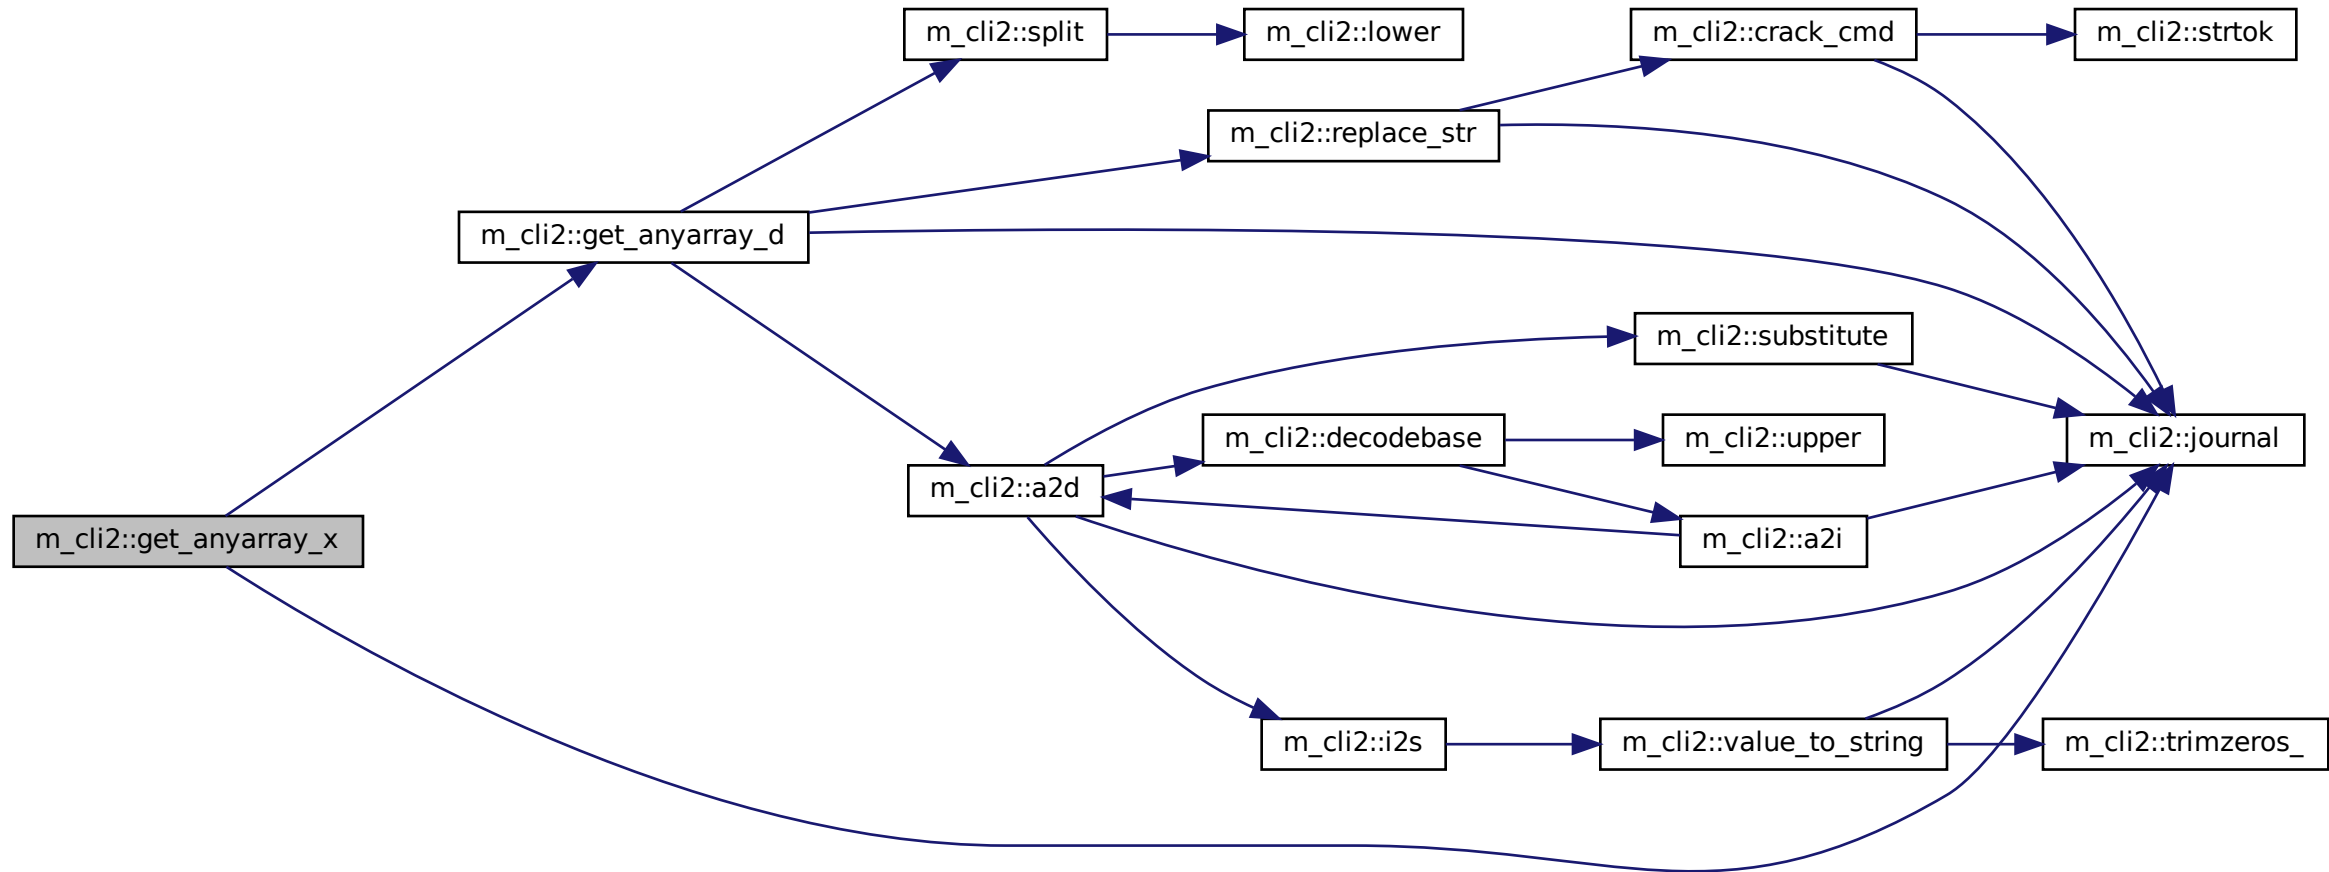 m_cli2::split
m_cli2::lower
m_cli2::crack_cmd
m_cli2::strtok
m_cli2::replace_str
m_cli2::get_anyarray_d
m_cli2::substitute
m_cli2::decodebase
m_cli2::upper
m_cli2::journal
m_cli2::a2d
m_cli2::get_anyarray_x
m_cli2::a2i
m_cli2::i2s
m_cli2::value_to_string
m_cli2::trimzeros_